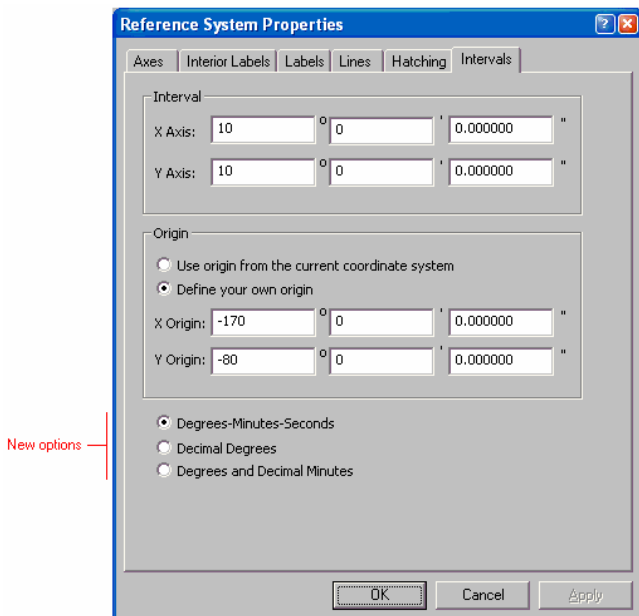 Reference System Properties
Axes Interior Labels Labels Lines Hatching Intervals
Interval
X Axis: 10 ° 0 ' 0.000000 "
Y Axis: 10 ° 0 ' 0.000000 "
Origin
Use origin from the current coordinate system
Define your own origin
X Origin: -170 ° 0 ' 0.000000 "
Y Origin: -80 ° 0 ' 0.000000 "
Degrees-Minutes-Seconds
New options
Decimal Degrees
Degrees and Decimal Minutes
OK Cancel Apply